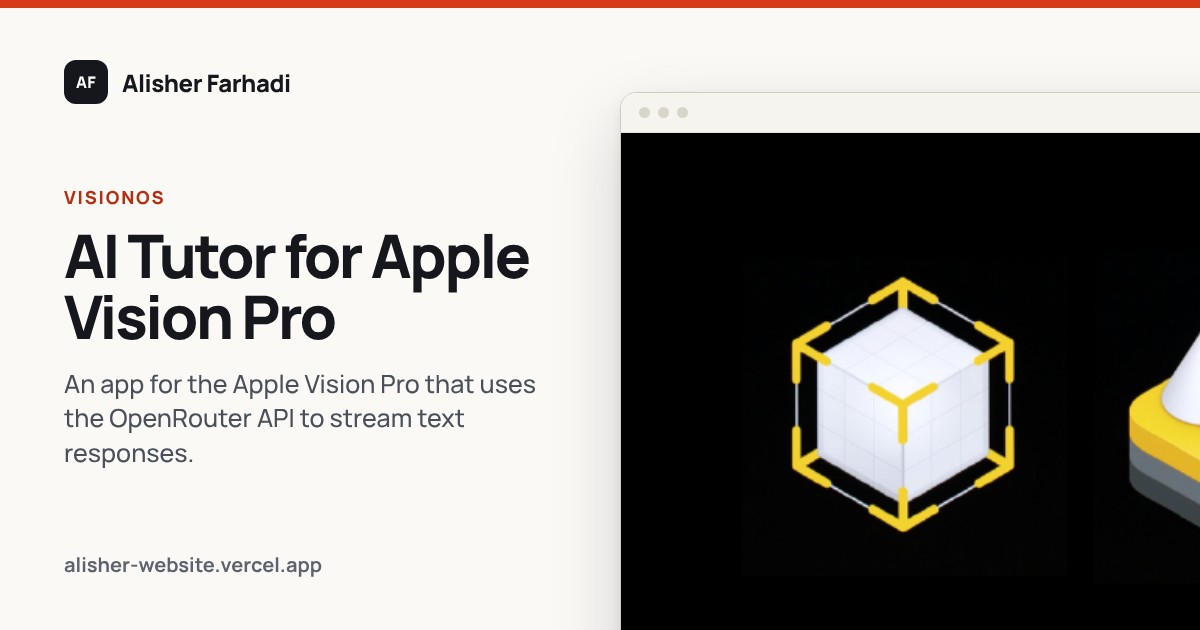 AF
Alisher Farhadi
VISIONOS
AI Tutor for Apple
Vision Pro
An app for the Apple Vision Pro that uses
the OpenRouter API to stream text
responses.
alisher-website.vercel.app